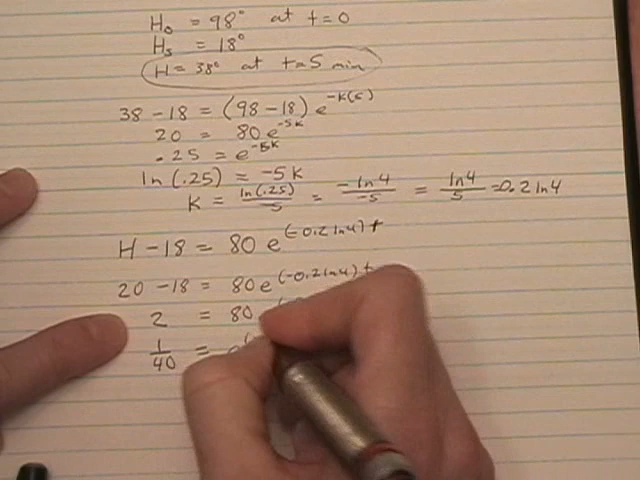 H₀ = 98° at t=0
Hₛ = 18°
H = 38° at t=5 min
38 - 18 = (98 - 18) e^-k(5)
20 = 80 e^-5k
.25 = e^-5k
ln(.25) = -5k
k = ln(.25)/-5 = -ln4/-5 = ln4/5 = 0.2 ln4
H - 18 = 80 e^(-0.2 ln4) t
20 - 18 = 80e^(-0.2 ln4) t
2 = 80
1/40 = e^(